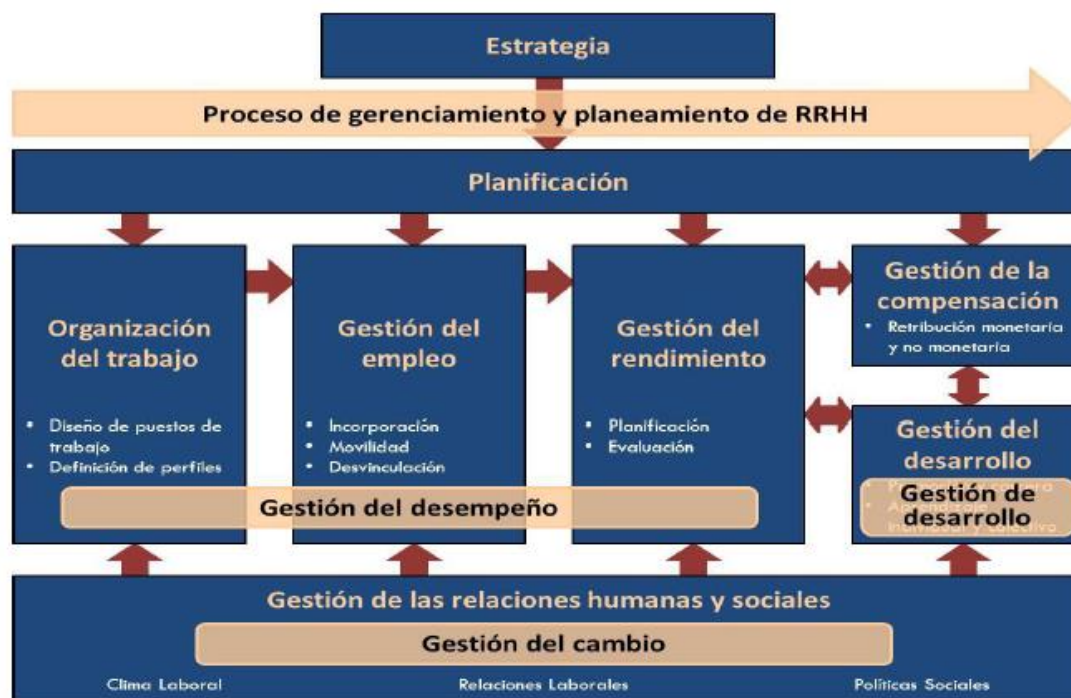 Estrategia
Proceso de gerenciamiento y planeamiento de RRHH
Planificación
Organización
del trabajo
• Diseño de puestos de
trabajo
• Definición de perfiles
Gestión del
empleo
• Incorporación
• Movilidad
• Desvinculación
Gestión del
rendimiento
• Planificación
• Evaluación
Gestión de la
compensación
• Retribución monetaria
y no monetaria
Gestión del
desarrollo
Gestión de
desarrollo
Gestión del desempeño
Gestión de las relaciones humanas y sociales
Gestión del cambio
Clima Laboral
Relaciones Laborales
Políticas Sociales